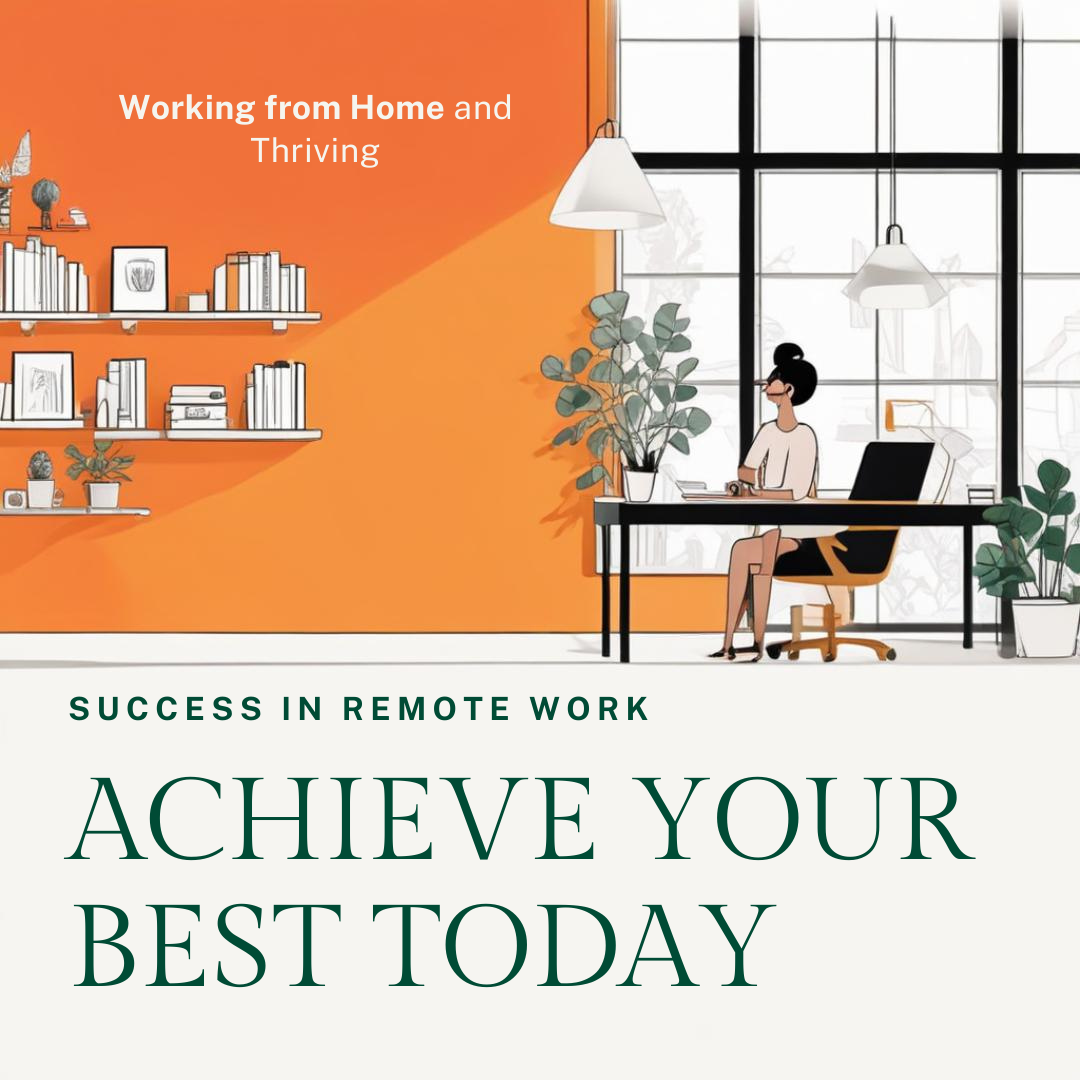 Working from Home and
Thriving
SUCCESS IN REMOTE WORK
ACHIEVE YOUR
BEST TODAY